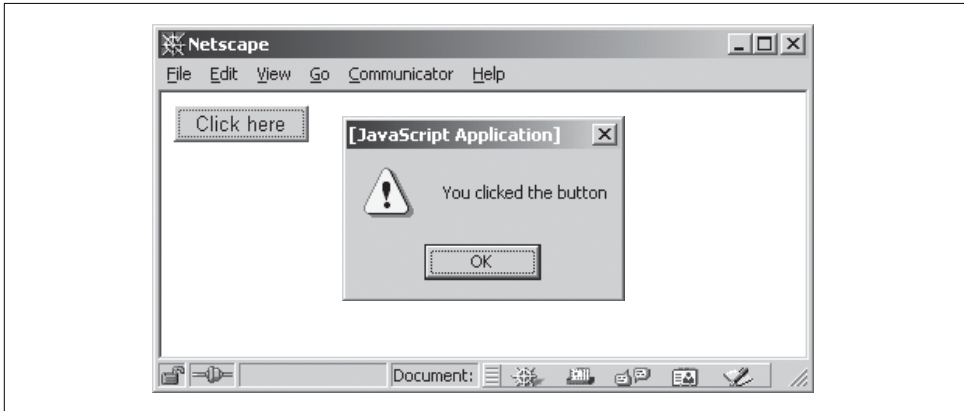 Netscape
File Edit View Go Communicator Help
Click here
[JavaScript Application]
You clicked the button
OK
Document: